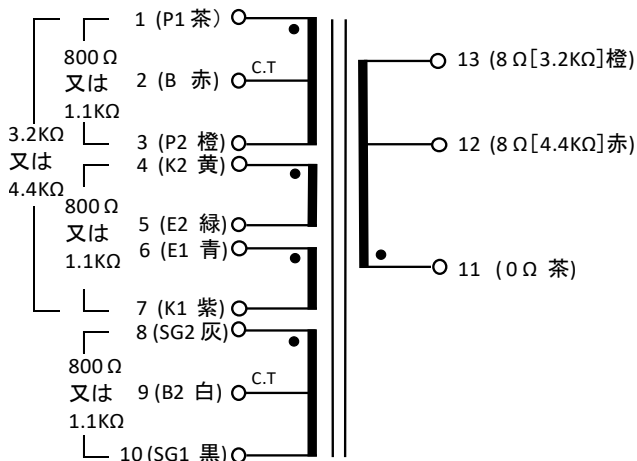 1 (P1 茶)
2 (B 赤)
C.T
3 (P2 橙)
4 (K2 黄)
5 (E2 緑)
6 (E1 青)
7 (K1 紫)
8 (SG2 灰)
9 (B2 白)
C.T
10 (SG1 黒)
800Ω
又は
1.1KΩ
3.2KΩ
又は
4.4KΩ
800Ω
又は
1.1KΩ
800Ω
又は
1.1KΩ
13 (8Ω[3.2KΩ]橙)
12 (8Ω[4.4KΩ]赤)
11 (0Ω 茶)